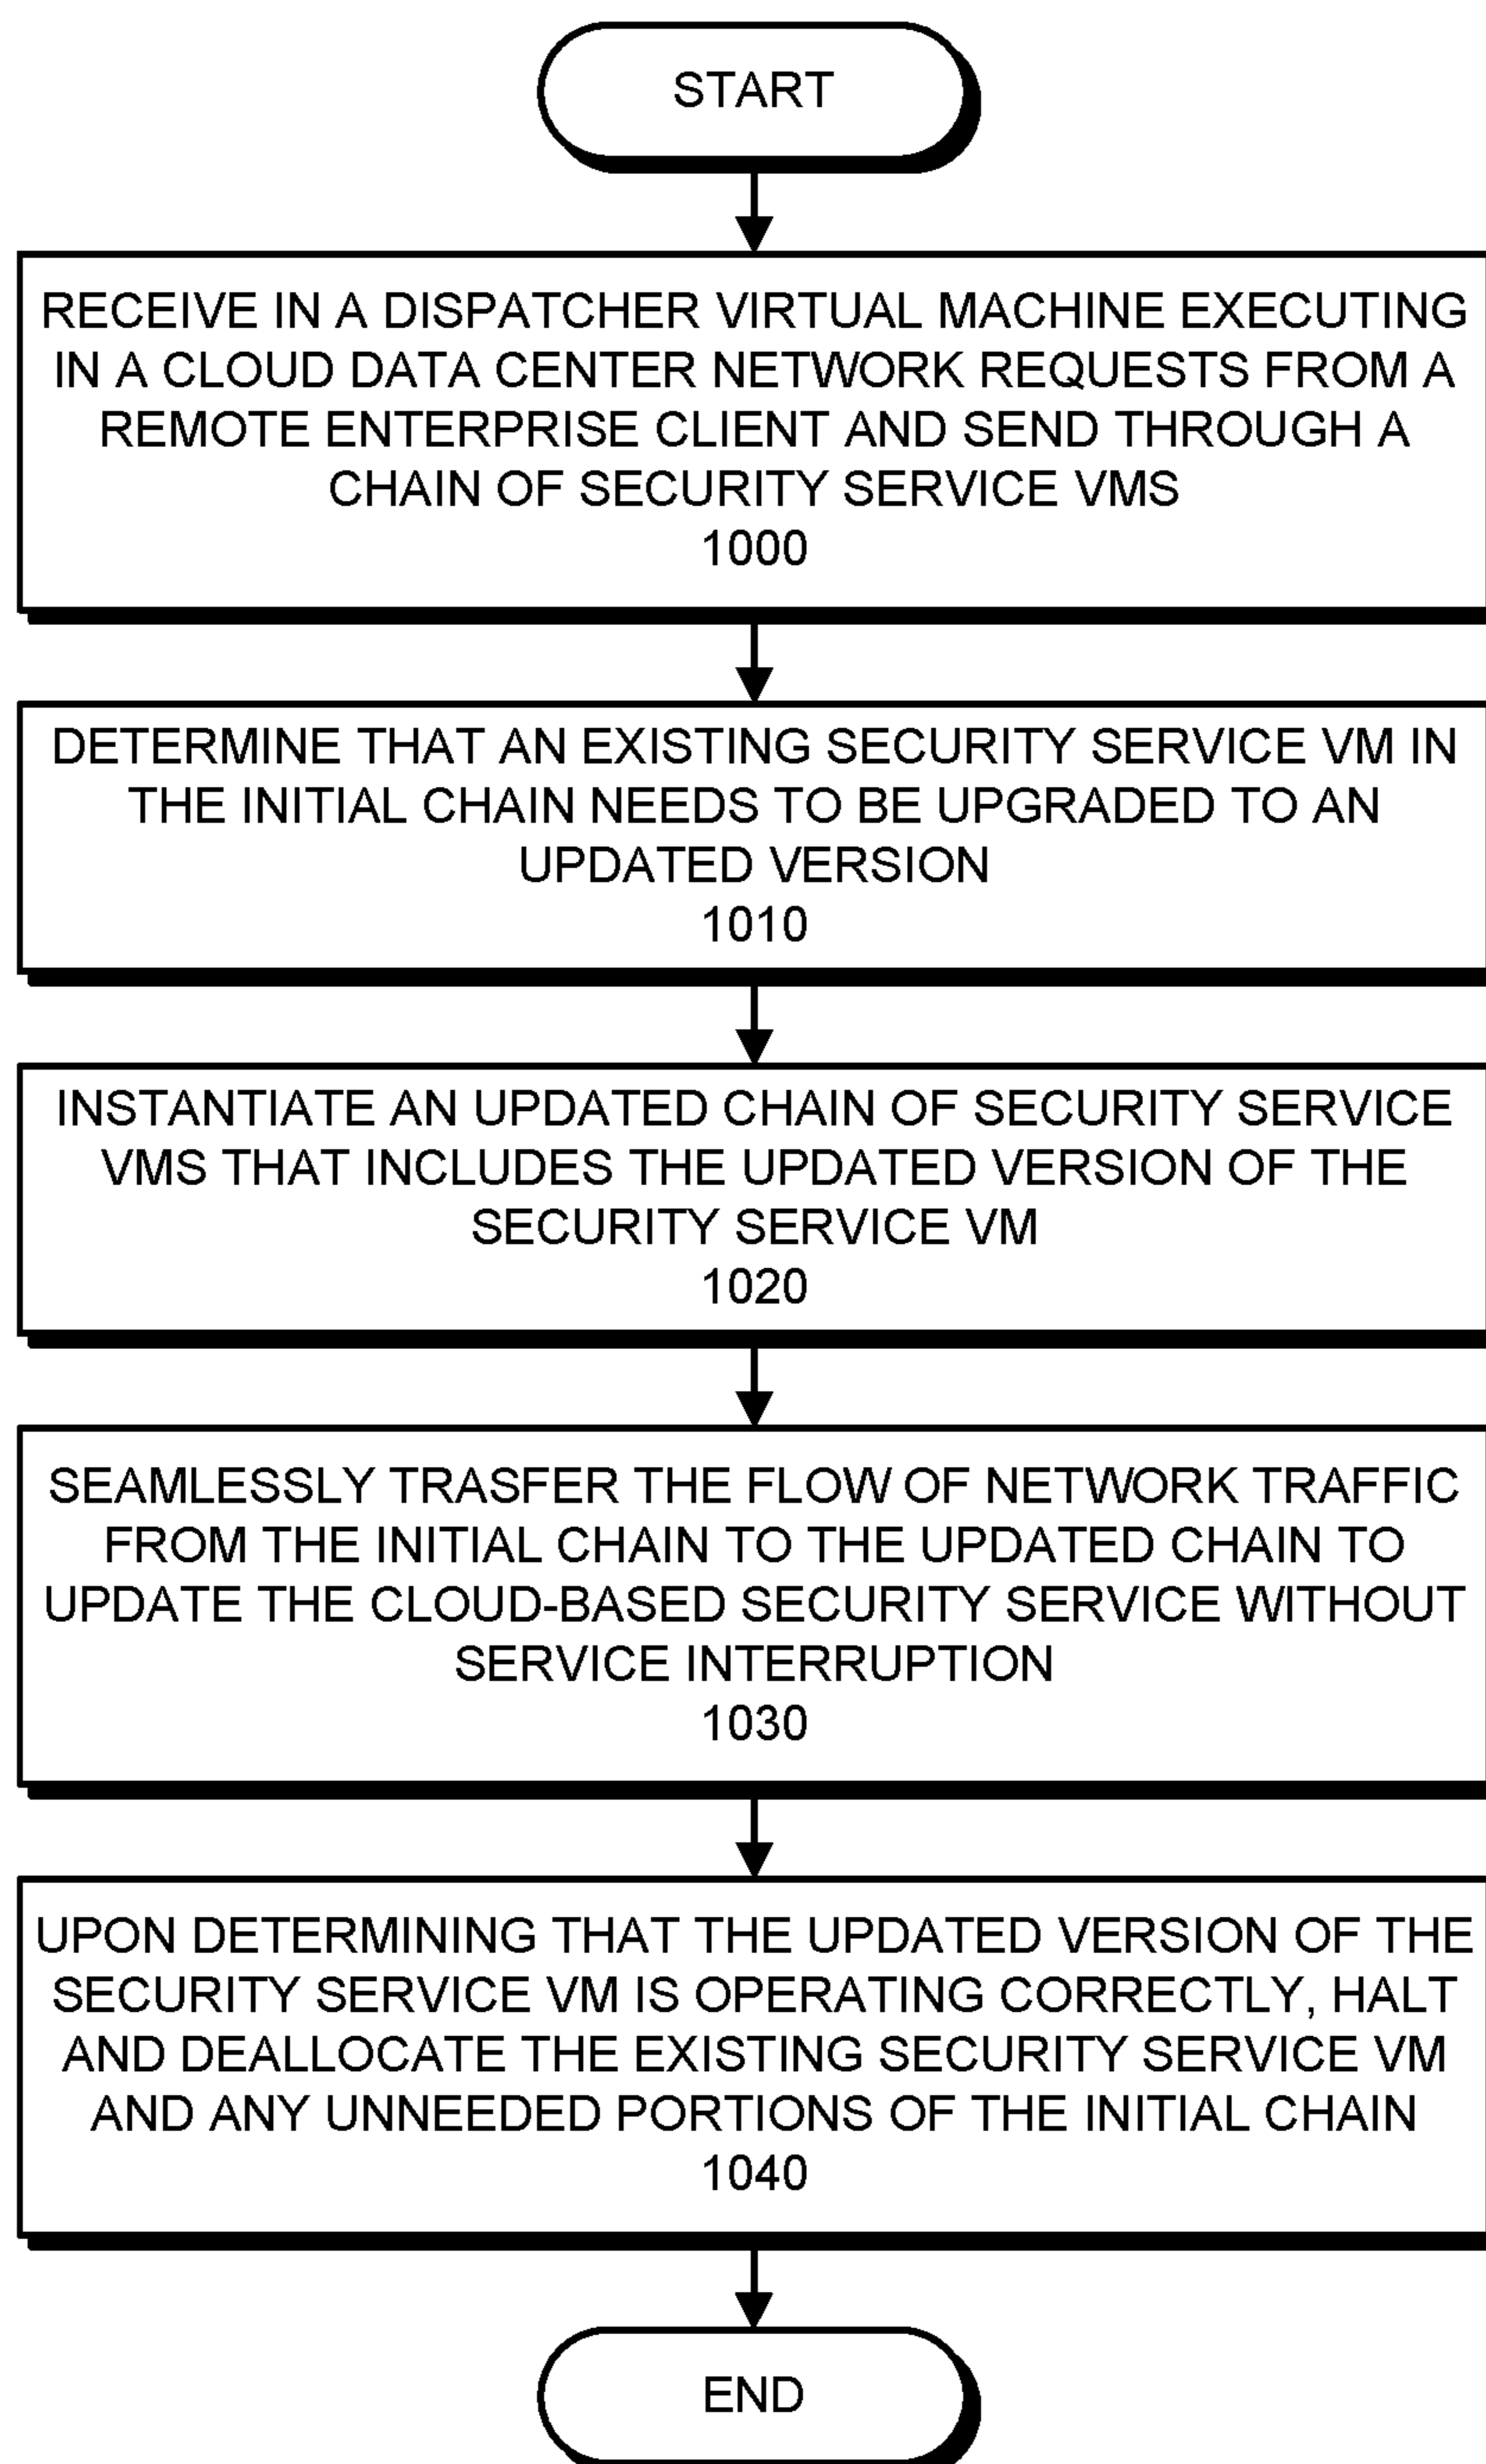 START
RECEIVE IN A DISPATCHER VIRTUAL MACHINE EXECUTING
IN A CLOUD DATA CENTER NETWORK REQUESTS FROM A
REMOTE ENTERPRISE CLIENT AND SEND THROUGH A
CHAIN OF SECURITY SERVICE VMS
1000
DETERMINE THAT AN EXISTING SECURITY SERVICE VM IN
THE INITIAL CHAIN NEEDS TO BE UPGRADED TO AN
UPDATED VERSION
1010
INSTANTIATE AN UPDATED CHAIN OF SECURITY SERVICE
VMS THAT INCLUDES THE UPDATED VERSION OF THE
SECURITY SERVICE VM
1020
SEAMLESSLY TRASFER THE FLOW OF NETWORK TRAFFIC
FROM THE INITIAL CHAIN TO THE UPDATED CHAIN TO
UPDATE THE CLOUD-BASED SECURITY SERVICE WITHOUT
SERVICE INTERRUPTION
1030
UPON DETERMINING THAT THE UPDATED VERSION OF THE
SECURITY SERVICE VM IS OPERATING CORRECTLY, HALT
AND DEALLOCATE THE EXISTING SECURITY SERVICE VM
AND ANY UNNEEDED PORTIONS OF THE INITIAL CHAIN
1040
END